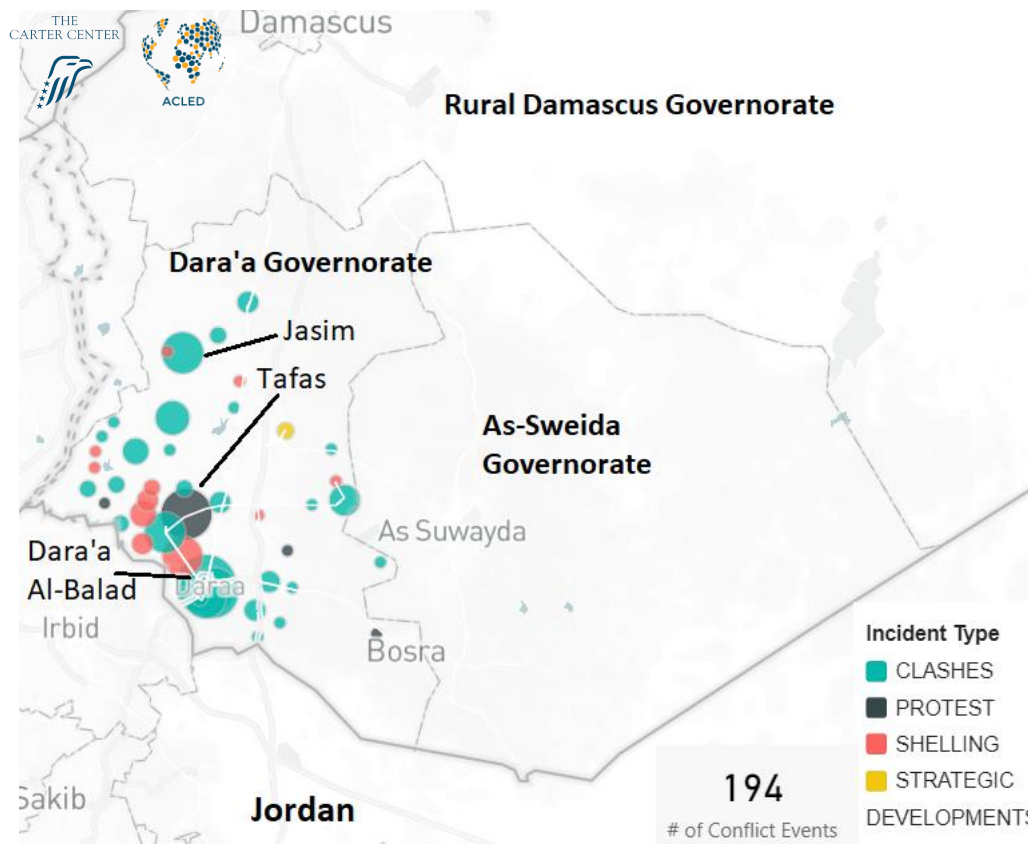 THE
CARTER CENTER
ACLED
Damascus
Rural Damascus Governorate
Dara'a Governorate
Jasim
Tafas
As-Sweida
Governorate
As Suwayda
Dara'a
Al-Balad
Daraa
Irbid
Bosra
Sakib
Jordan
194
# of Conflict Events
Incident Type
CLASHES
PROTEST
SHELLING
STRATEGIC
DEVELOPMENTS